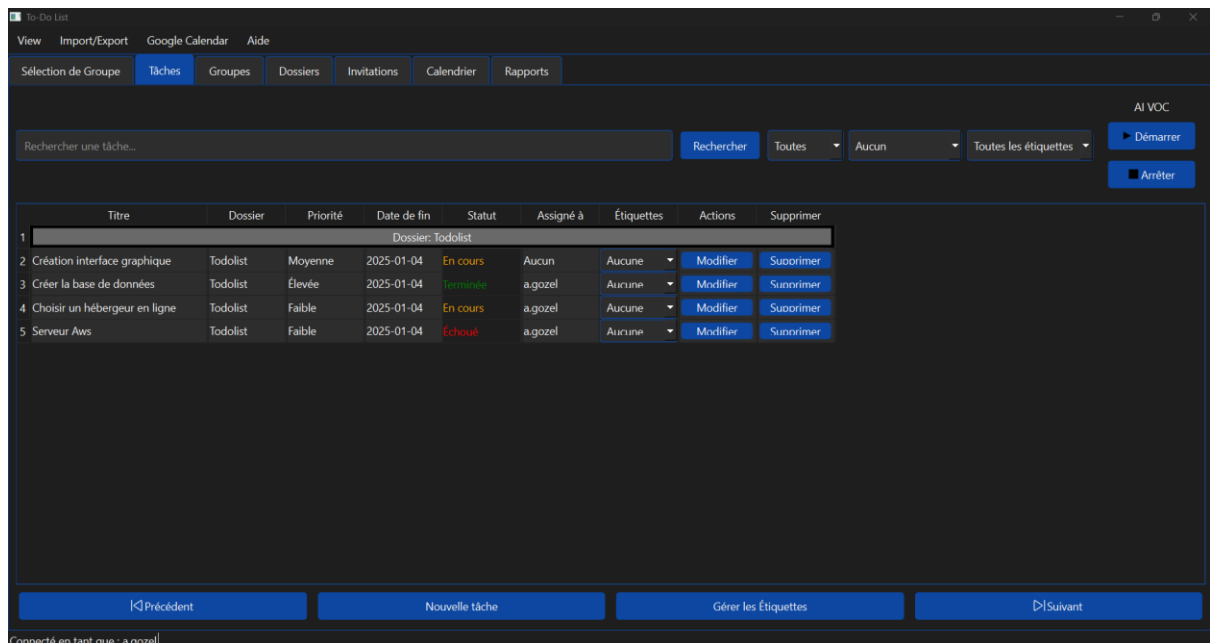 To-Do List
View Import/Export Google Calendar Aide
Sélection de Groupe Tâches Groupes Dossiers Invitations Calendrier Rapports
AI VOC
Démarrer
Rechercher une tâche... Rechercher Toutes Aucun Toutes les étiquettes
Arrêter
Titre Dossier Priorité Date de fin Statut Assigné à Étiquettes Actions Supprimer
1 Dossier: Todolist
2 Création interface graphique Todolist Moyenne 2025-01-04 En cours Aucun Aucune Modifier Supprimer
3 Créer la base de données Todolist Élevée 2025-01-04 Terminée a.gozel Aucune Modifier Supprimer
4 Choisir un hébergeur en ligne Todolist Faible 2025-01-04 En cours a.gozel Aucune Modifier Supprimer
5 Serveur Aws Todolist Faible 2025-01-04 Échoué a.gozel Aucune Modifier Supprimer
Précédent Nouvelle tâche Gérer les Étiquettes Suivant
Connecté en tant que : a.gozel